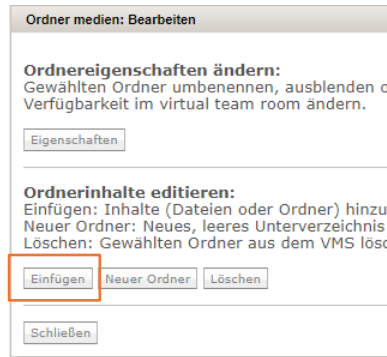 Ordner medien: Bearbeiten
Ordnereigenschaften ändern:
Gewählten Ordner umbenennen, ausblenden
Verfügbarkeit im virtual team room ändern.
Eigenschaften
Ordnerinhalte editieren:
Einfügen: Inhalte (Dateien oder Ordner) hinzu
Neuer Ordner: Neues, leeres Unterverzeichnis
Löschen: Gewählten Ordner aus dem VMS lös
Einfügen Neuer Ordner Löschen
Schließen